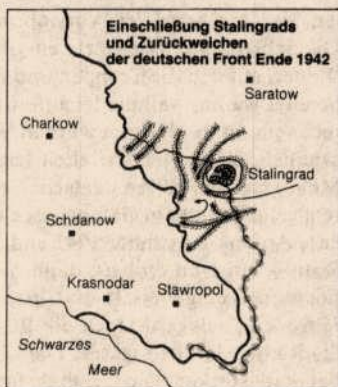 Einschließung Stalingrads
und Zurückweichen
der deutschen Front Ende 1942
Saratow
Charkow
Stalingrad
Schdanow
Krasnodar
Stawropol
Schwarzes
Meer